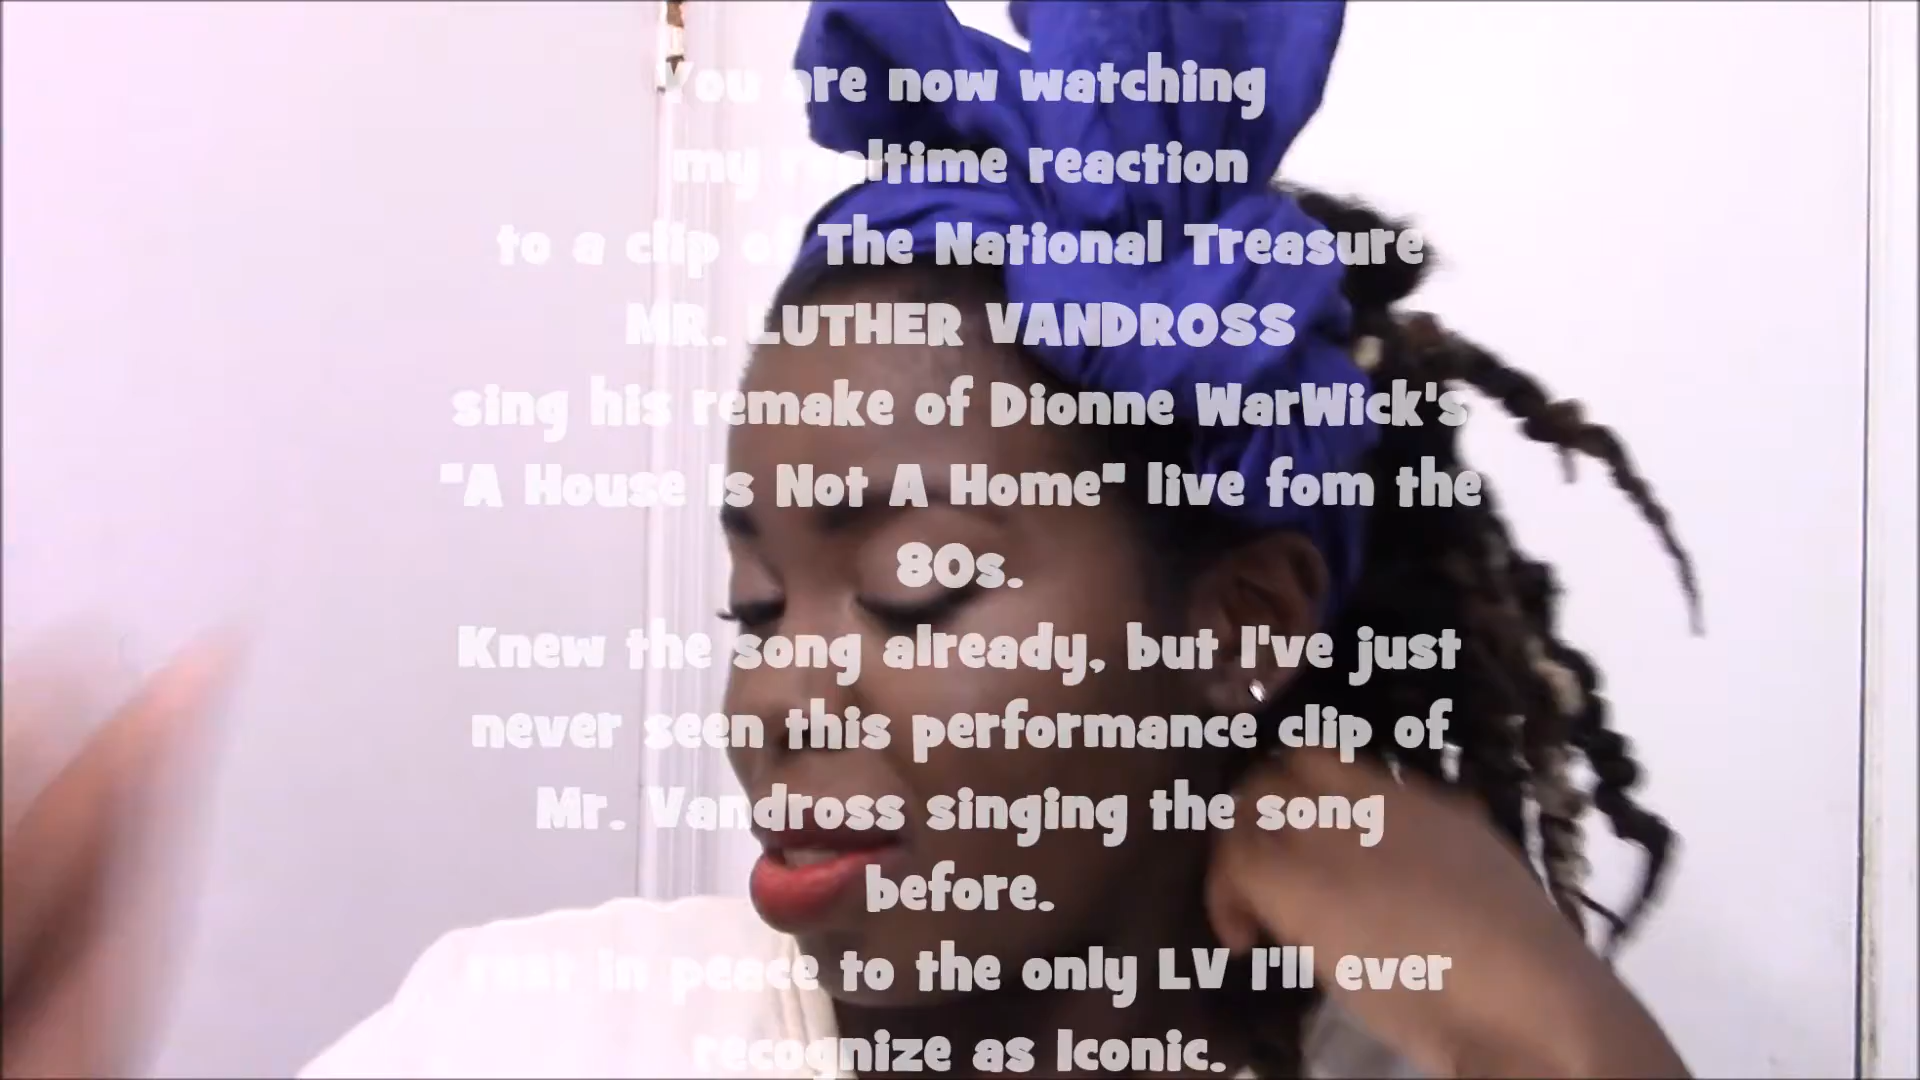 You are now watching
my realtime reaction
to a clip of The National Treasure
MR. LUTHER VANDROSS
sing his remake of Dionne WarWick's
"A House Is Not A Home" live fom the
80s.
Knew the song already, but I've just
never seen this performance clip of
Mr. Vandross singing the song
before.
rest in peace to the only LV I'll ever
recognize as Iconic.